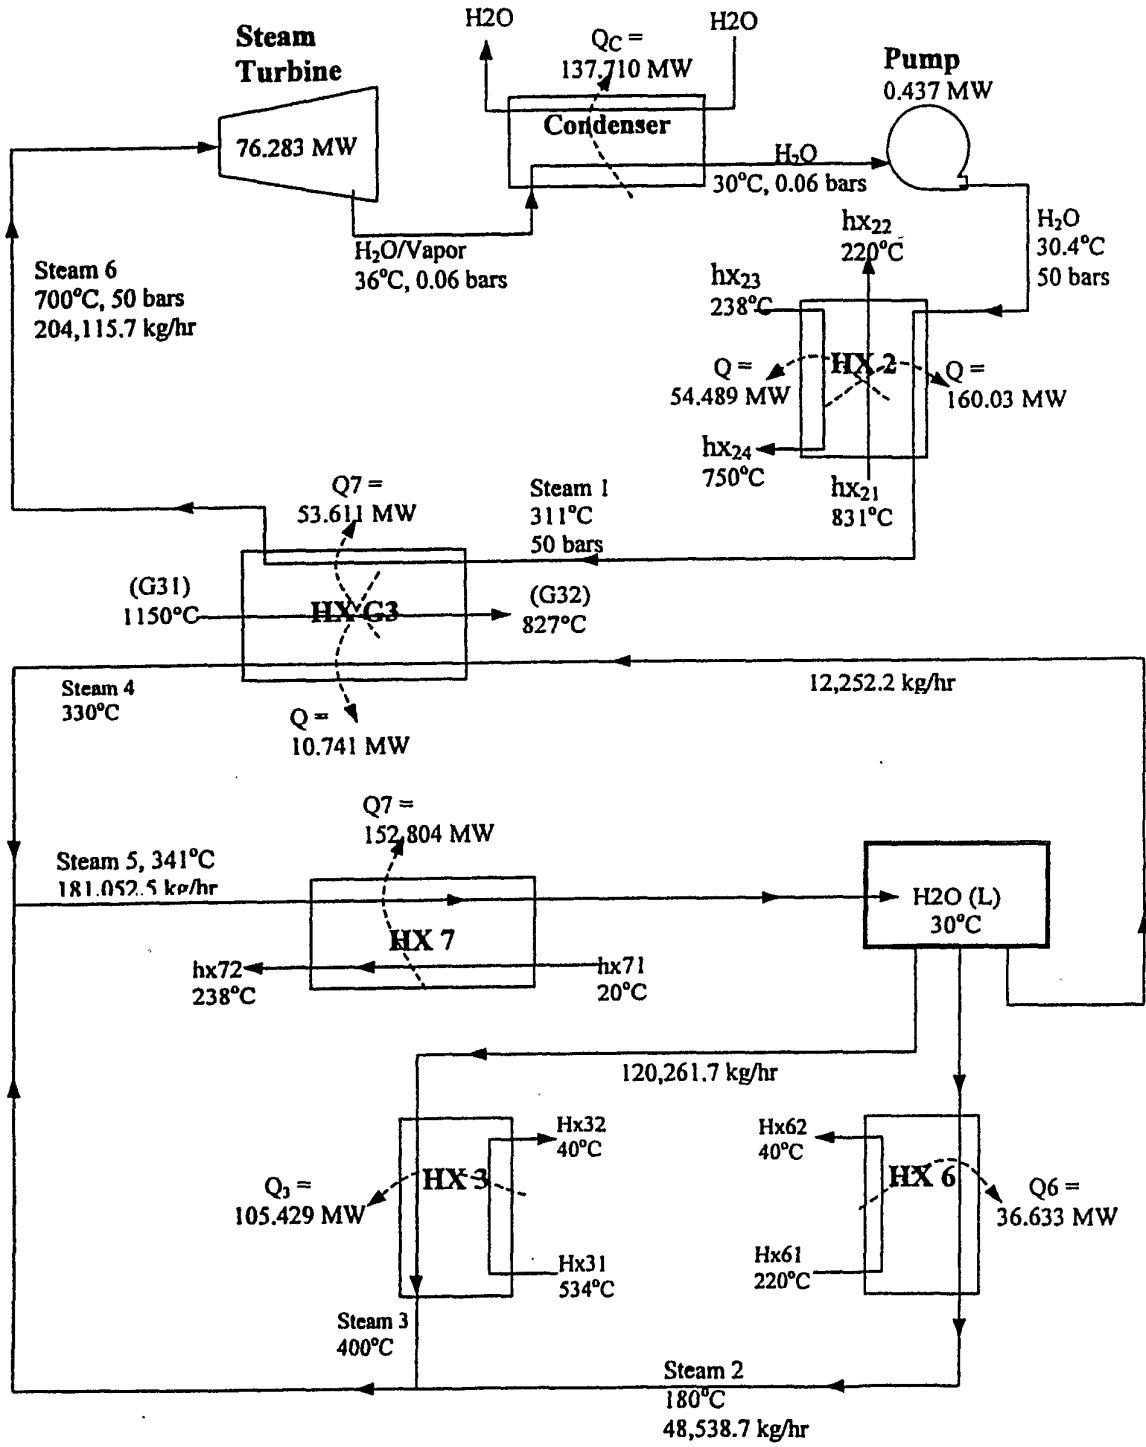 H2O
H2O
Steam
Turbine
QC =
137.710 MW
Pump
0.437 MW
76.283 MW
Condenser
H₂O
30°C, 0.06 bars
H₂O/Vapor
36°C, 0.06 bars
hx₂₂
220°C
H₂O
30.4°C
50 bars
Steam 6
700°C, 50 bars
204,115.7 kg/hr
hx₂₃
238°C
HX 2
Q =
54.489 MW
Q =
160.03 MW
hx₂₄
750°C
hx₂₁
831°C
Q7 =
53.611 MW
Steam 1
311°C
50 bars
(G31)
1150°C
HX G3
(G32)
827°C
Steam 4
330°C
12,252.2 kg/hr
Q =
10.741 MW
Q7 =
152.804 MW
Steam 5, 341°C
181,052.5 kg/hr
H2O (L)
30°C
HX 7
hx72
238°C
hx71
20°C
120,261.7 kg/hr
Hx32
40°C
Hx62
40°C
HX 3
HX 6
Q₃ =
105.429 MW
Q6 =
36.633 MW
Hx31
534°C
Hx61
220°C
Steam 3
400°C
Steam 2
180°C
48,538.7 kg/hr